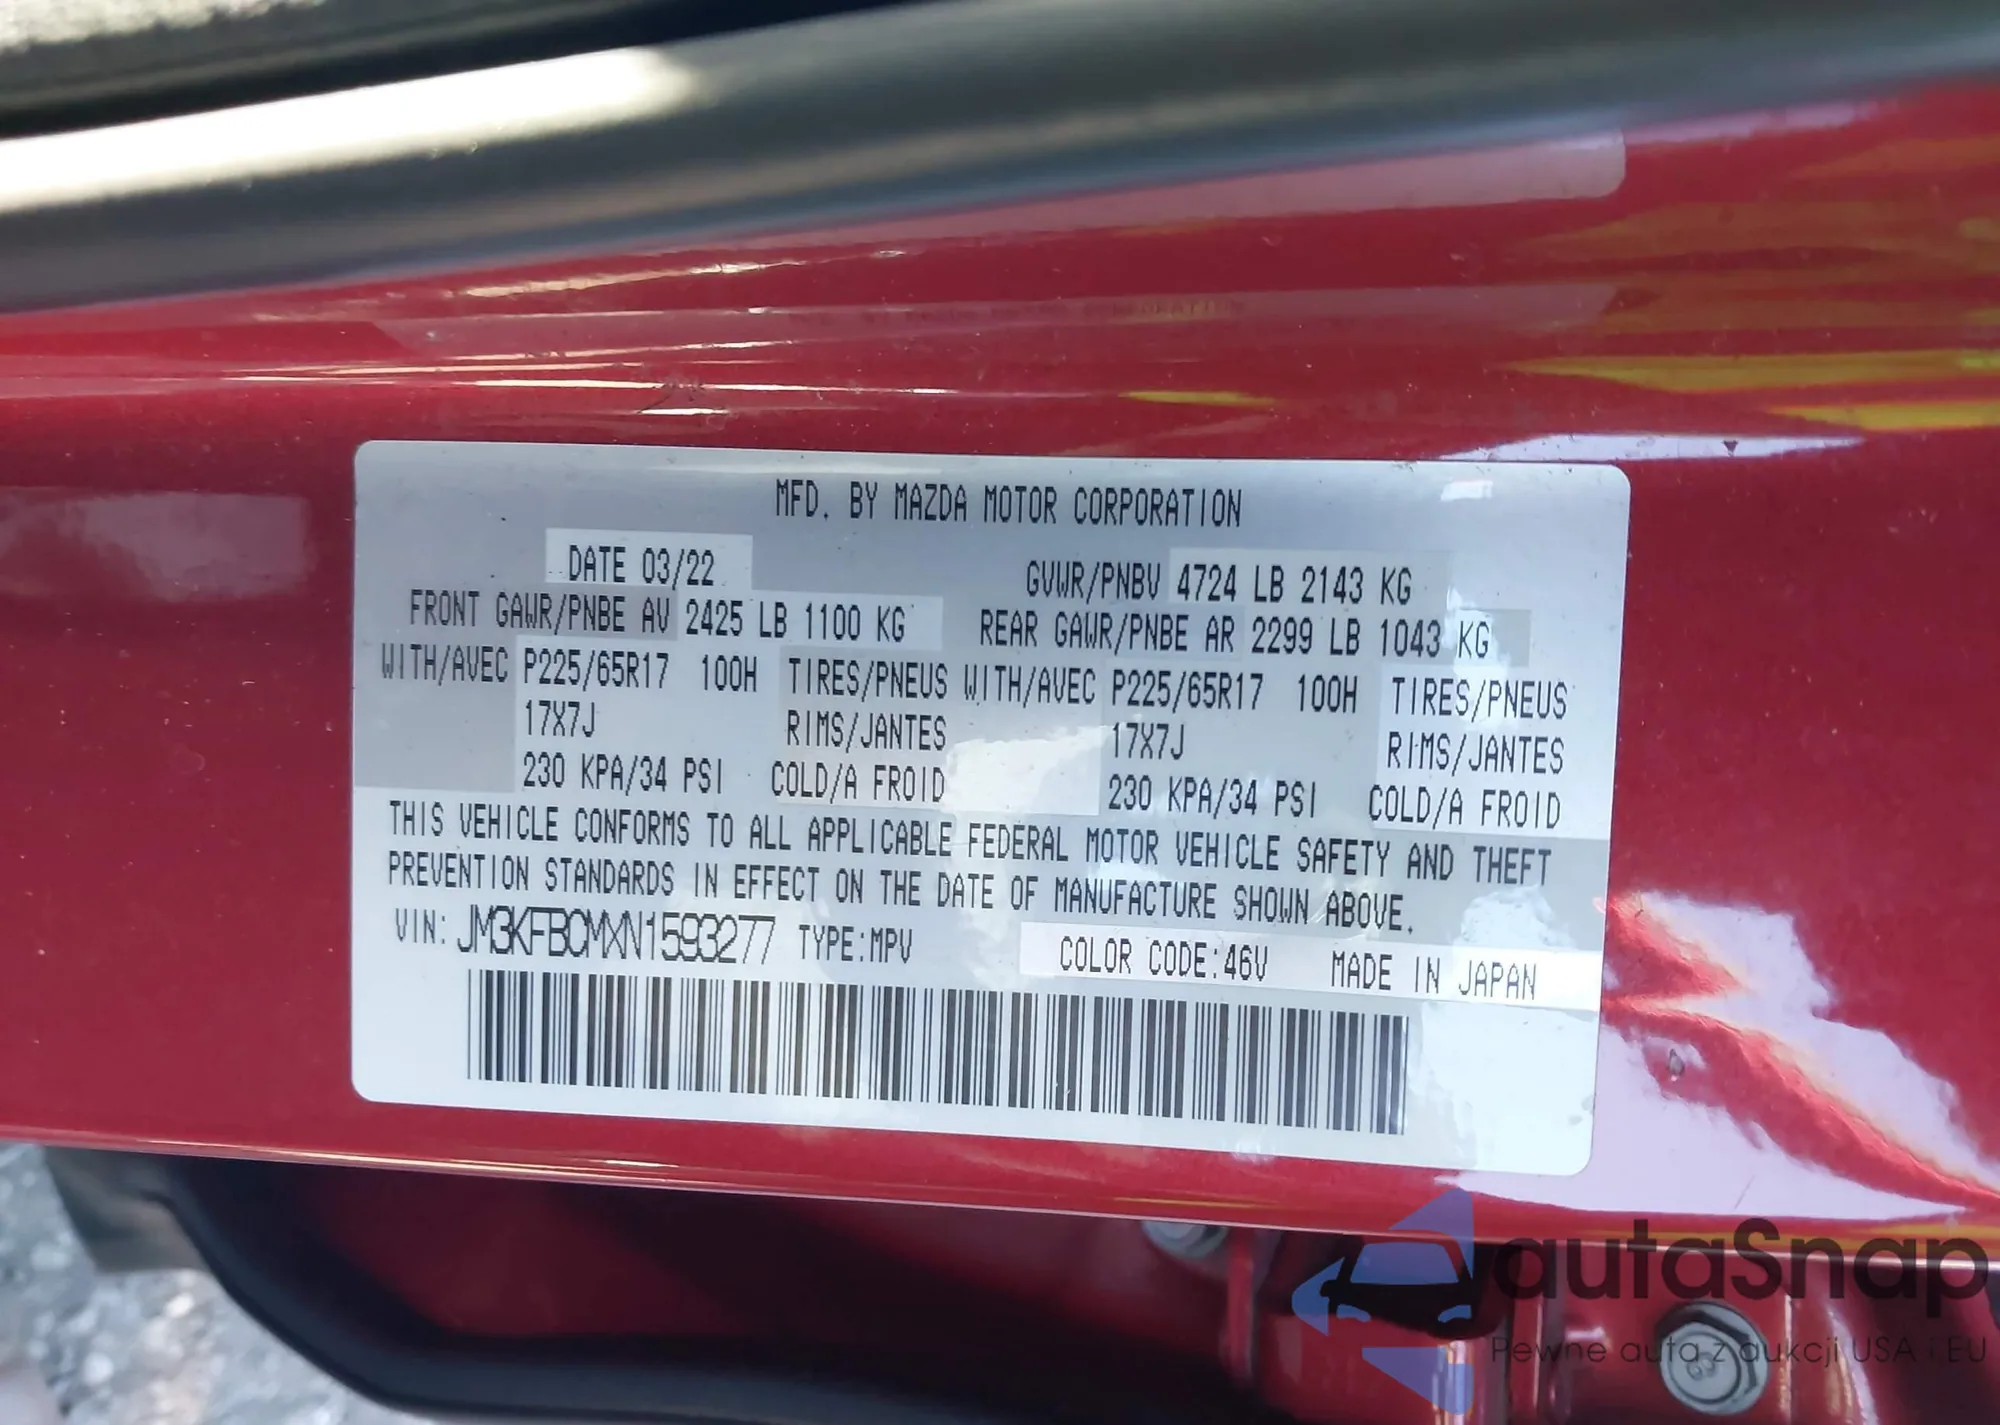 MFD. BY MAZDA MOTOR CORPORATION
DATE 03/22 GVWR/PNBV 4724 LB 2143 KG
FRONT GAWR/PNBE AV 2425 LB 1100 KG REAR GAWR/PNBE AR 2299 LB 1043 KG
WITH/AVEC P225/65R17 100H TIRES/PNEUS WITH/AVEC P225/65R17 100H TIRES/PNEUS
17X7J RIMS/JANTES 17X7J RIMS/JANTES
230 KPA/34 PSI COLD/A FROID 230 KPA/34 PSI COLD/A FROID
THIS VEHICLE CONFORMS TO ALL APPLICABLE FEDERAL MOTOR VEHICLE SAFETY AND THEFT
PREVENTION STANDARDS IN EFFECT ON THE DATE OF MANUFACTURE SHOWN ABOVE.
VIN: JM3KFBCMXN1593277 TYPE:MPV COLOR CODE:46V MADE IN JAPAN
autaSnap
Pewne auta z aukcji USA i EU